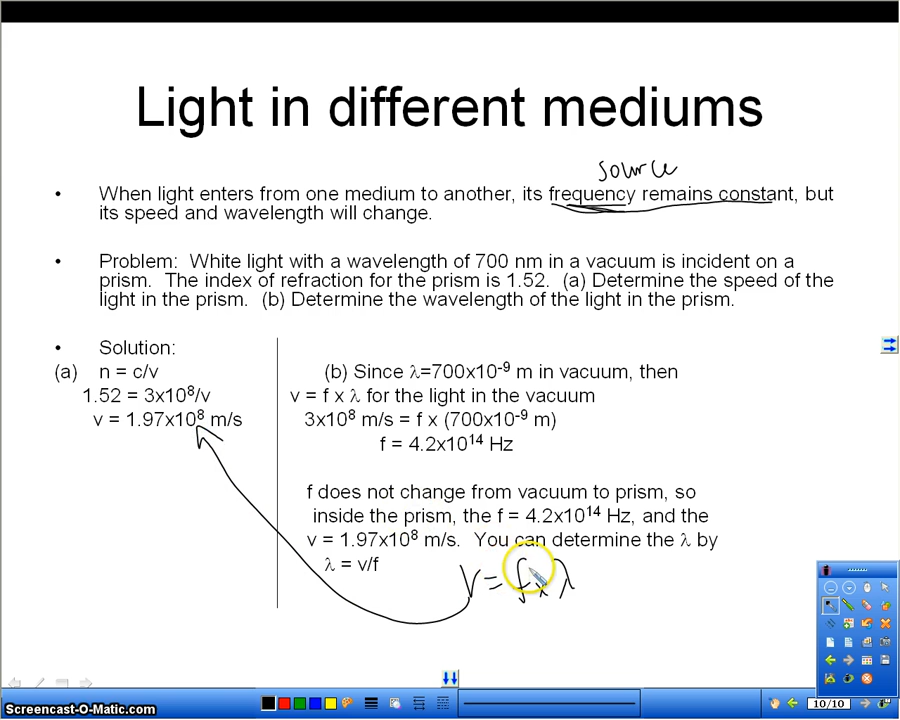 Light in different mediums
source
• When light enters from one medium to another, its frequency remains constant, but
its speed and wavelength will change.
• Problem: White light with a wavelength of 700 nm in a vacuum is incident on a
prism. The index of refraction for the prism is 1.52. (a) Determine the speed of the
light in the prism. (b) Determine the wavelength of the light in the prism.
• Solution:
(a) n = c/v
1.52 = 3x10⁸/v
v = 1.97x10⁸ m/s
(b) Since λ=700x10⁻⁹ m in vacuum, then
v = f x λ for the light in the vacuum
3x10⁸ m/s = f x (700x10⁻⁹ m)
f = 4.2x10¹⁴ Hz
f does not change from vacuum to prism, so
inside the prism, the f = 4.2x10¹⁴ Hz, and the
v = 1.97x10⁸ m/s. You can determine the λ by
λ = v/f
v = f x λ
10/10
Screencast-O-Matic.com
10/10